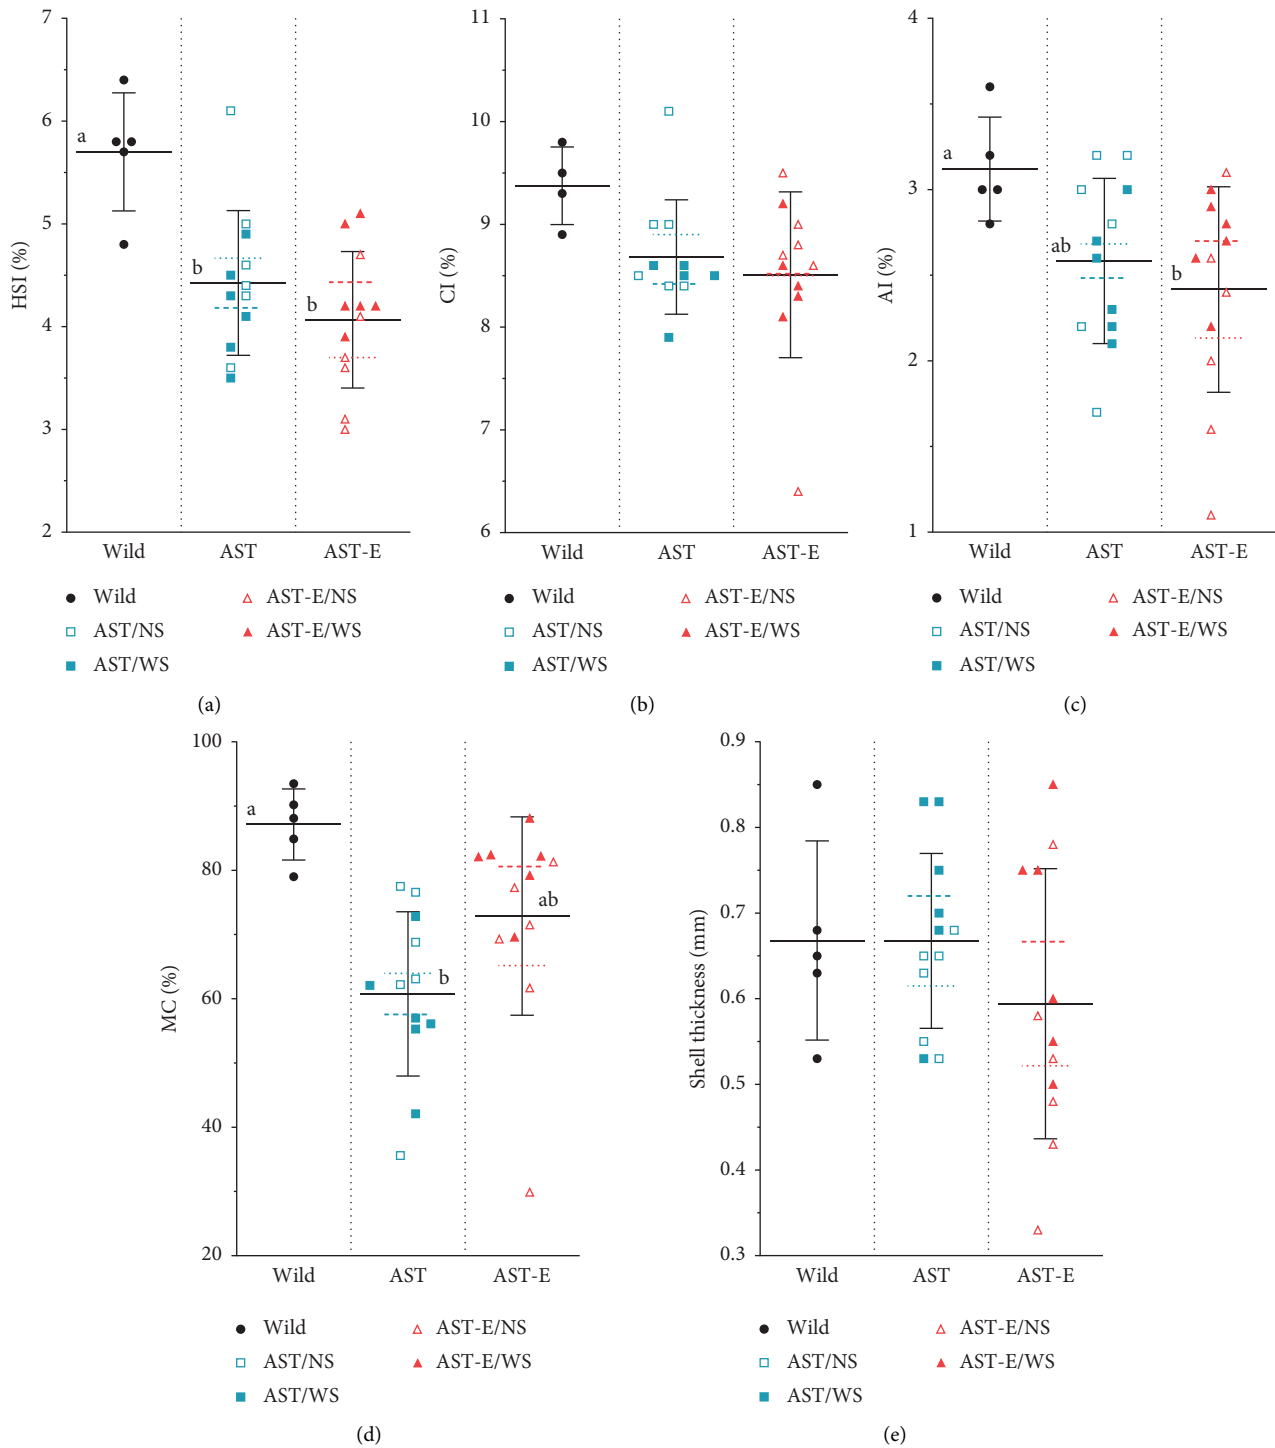 7
6
5
4
3
2
HSI (%)
a
b
b
Wild
AST
AST-E
Wild
AST/NS
AST/WS
AST-E/NS
AST-E/WS
(a)
11
10
9
8
7
6
CI (%)
Wild
AST
AST-E
Wild
AST/NS
AST/WS
AST-E/NS
AST-E/WS
(b)
4
3
2
1
AI (%)
a
ab
b
Wild
AST
AST-E
Wild
AST/NS
AST/WS
AST-E/NS
AST-E/WS
(c)
100
80
60
40
20
MC (%)
a
b
ab
Wild
AST
AST-E
Wild
AST/NS
AST/WS
AST-E/NS
AST-E/WS
(d)
0.9
0.8
0.7
0.6
0.5
0.4
0.3
Shell thickness (mm)
Wild
AST
AST-E
Wild
AST/NS
AST/WS
AST-E/NS
AST-E/WS
(e)